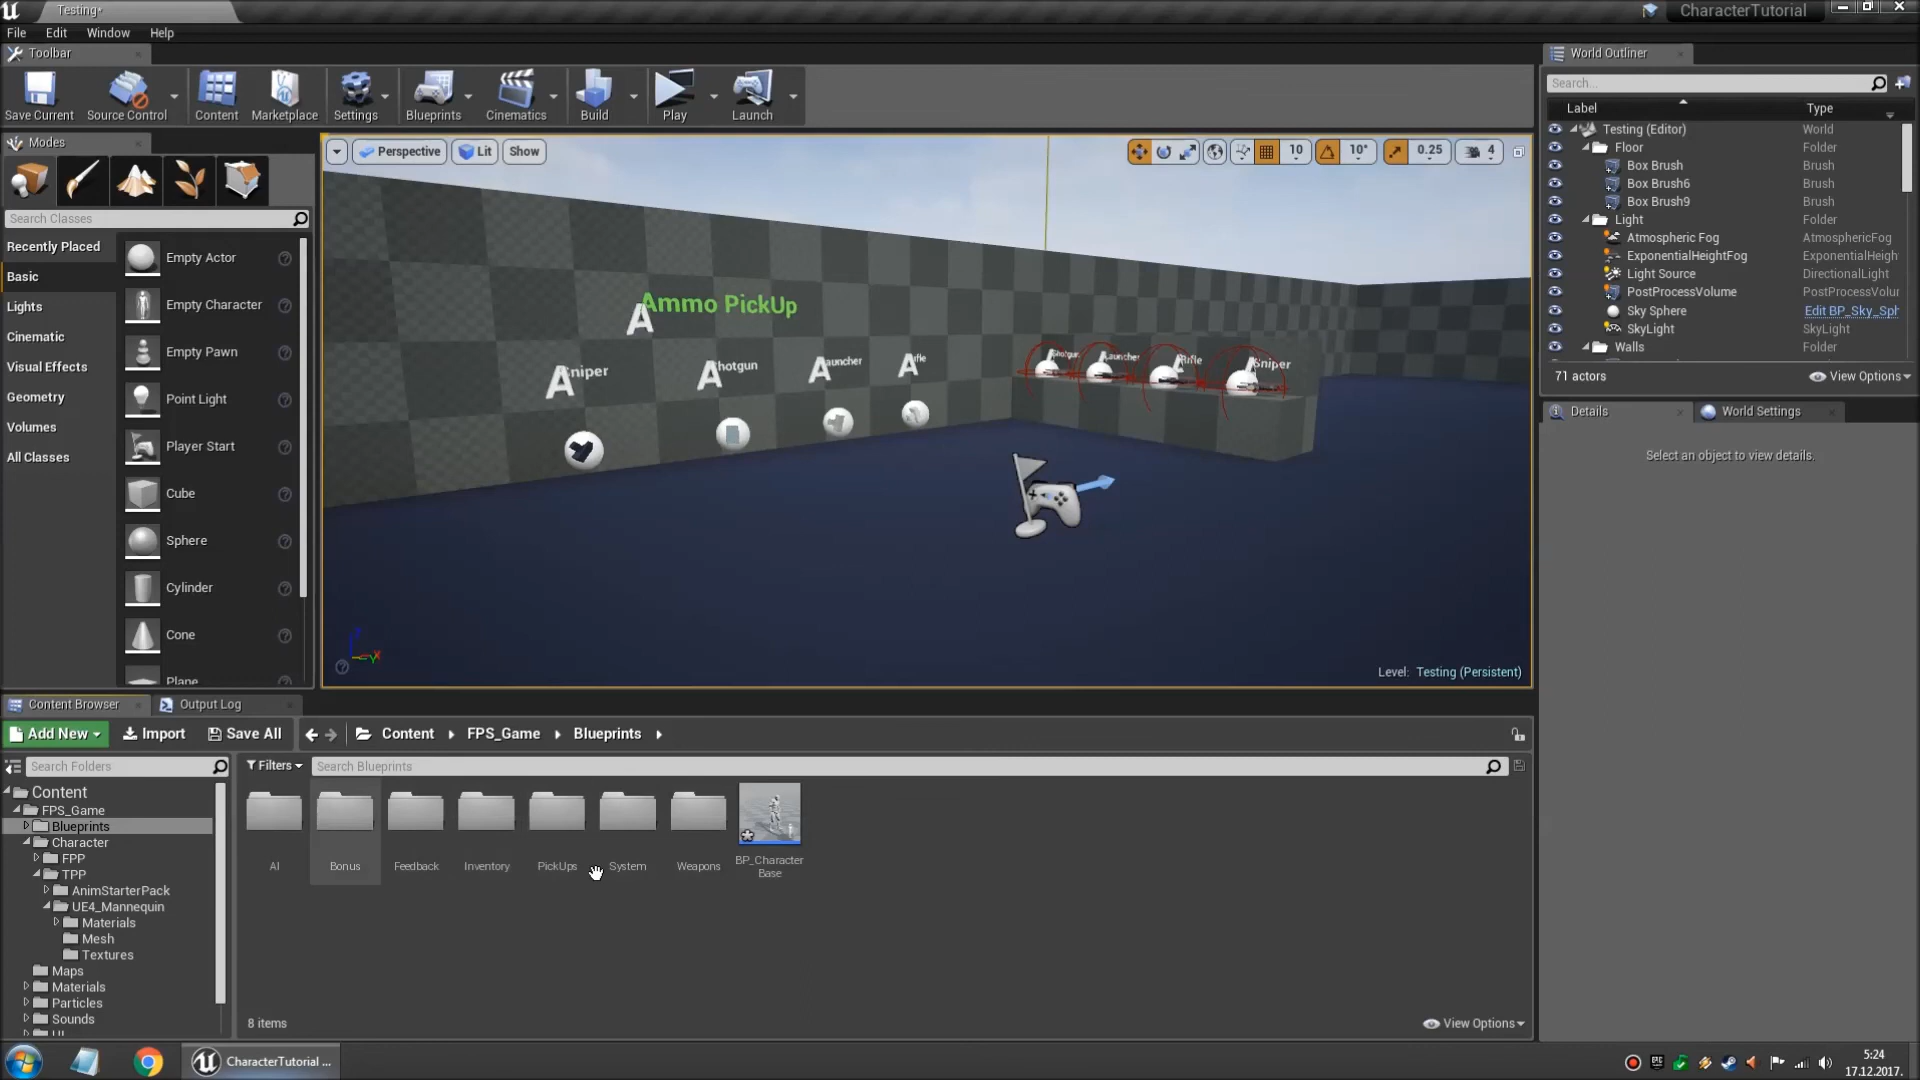 Testing*
CharacterTutorial
File Edit Window Help
Toolbar
Save Current
Source Control
Content
Marketplace
Settings
Blueprints
Cinematics
Build
Play
Launch
Modes
Search Classes
Recently Placed
Basic
Lights
Cinematic
Visual Effects
Geometry
Volumes
All Classes
Empty Actor
Empty Character
Empty Pawn
Point Light
Player Start
Cube
Sphere
Cylinder
Cone
Plane
Perspective Lit Show
10 10° 0.25 4
Ammo PickUp
Sniper
Shotgun
Launcher
Rifle
Shotgun
Launcher
Rifle
Sniper
Level: Testing (Persistent)
World Outliner
Search...
Label Type
Testing (Editor) World
Floor Folder
Box Brush Brush
Box Brush6 Brush
Box Brush9 Brush
Light Folder
Atmospheric Fog AtmosphericFog
ExponentialHeightFog ExponentialHeigh
Light Source DirectionalLight
PostProcessVolume PostProcessVolur
Sky Sphere Edit BP_Sky_Sph
SkyLight SkyLight
Walls Folder
71 actors View Options
Details World Settings
Select an object to view details.
Content Browser Output Log
Add New Import Save All Content FPS_Game Blueprints
Search Folders
Filters Search Blueprints
Content
FPS_Game
Blueprints
Character
FPP
TPP
AnimStarterPack
UE4_Mannequin
Materials
Mesh
Textures
Maps
Materials
Particles
Sounds
UI
AI
Bonus
Feedback
Inventory
PickUps
System
Weapons
BP_Character
Base
8 items View Options
CharacterTutorial ...
5:24
17.12.2017.